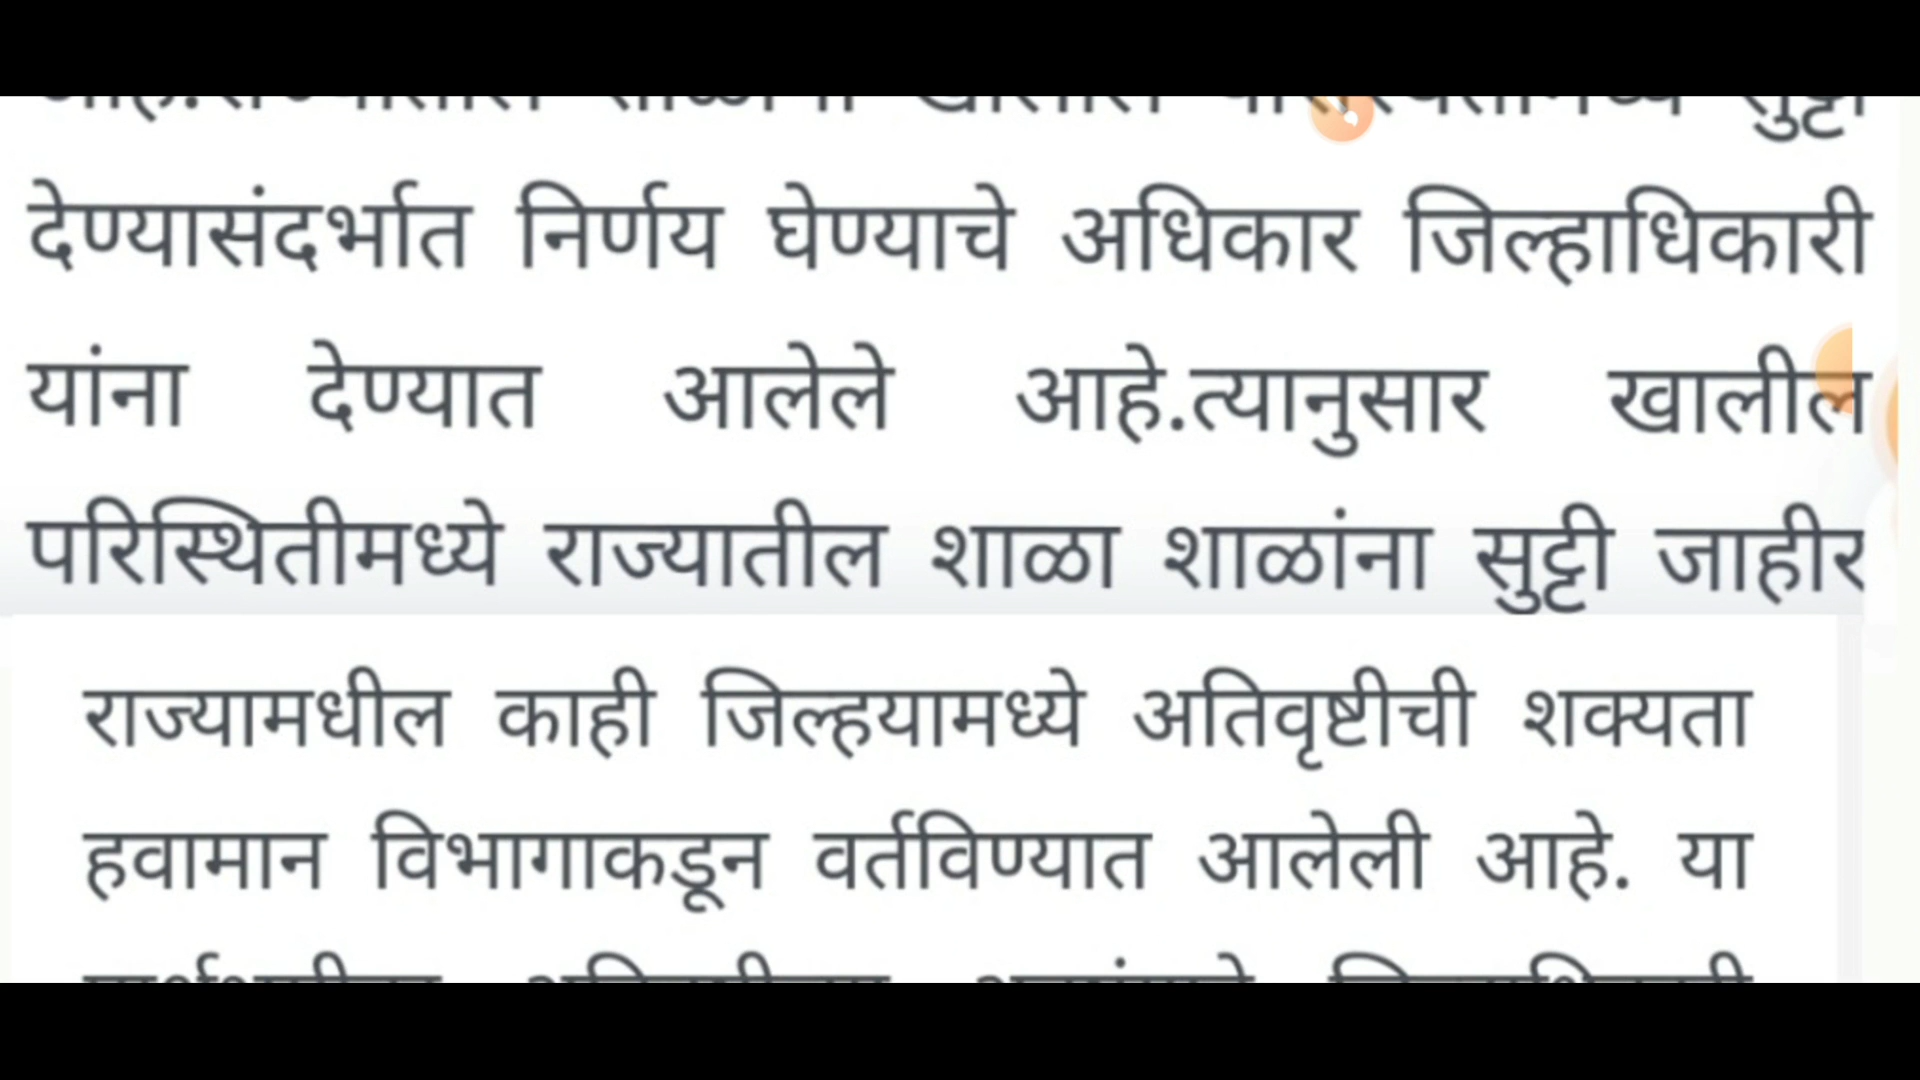 देण्यासंदर्भात निर्णय घेण्याचे अधिकार जिल्हाधिकारी
यांना देण्यात आलेले आहे.त्यानुसार खालील
परिस्थितीमध्ये राज्यातील शाळा शाळांना सुट्टी जाहीर
राज्यामधील काही जिल्हयामध्ये अतिवृष्टीची शक्यता
हवामान विभागाकडून वर्तविण्यात आलेली आहे. या